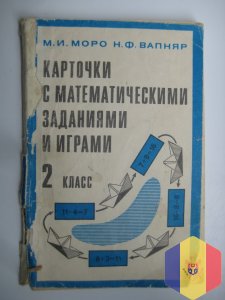 М.И. МОРО Н.Ф. ВАПНЯР
КАРТОЧКИ
С МАТЕМАТИЧЕСКИМИ
ЗАДАНИЯМИ
И ИГРАМИ
2 КЛАСС